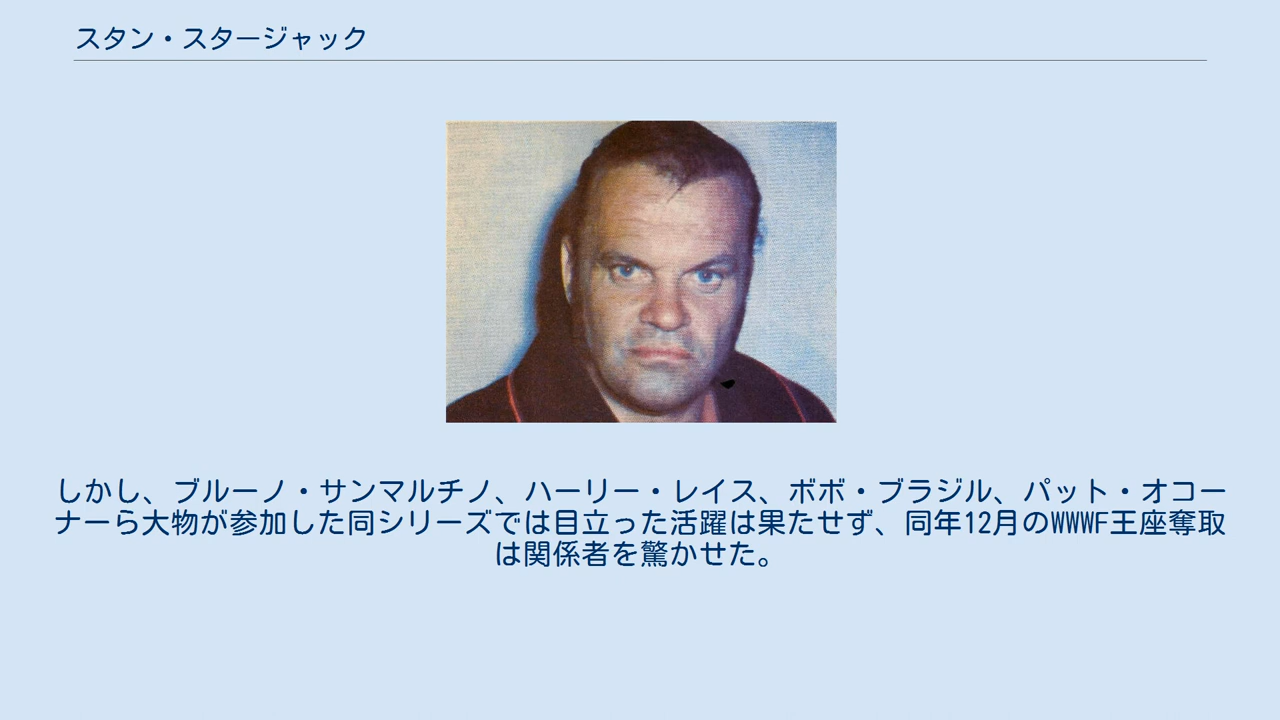 スタン・スタージャック
しかし、ブルーノ・サンマルチノ、ハーリー・レイス、ボボ・ブラジル、パット・オコー
ナーら大物が参加した同シリーズでは目立った活躍は果たせず、同年12月のWWWF王座奪取
は関係者を驚かせた。